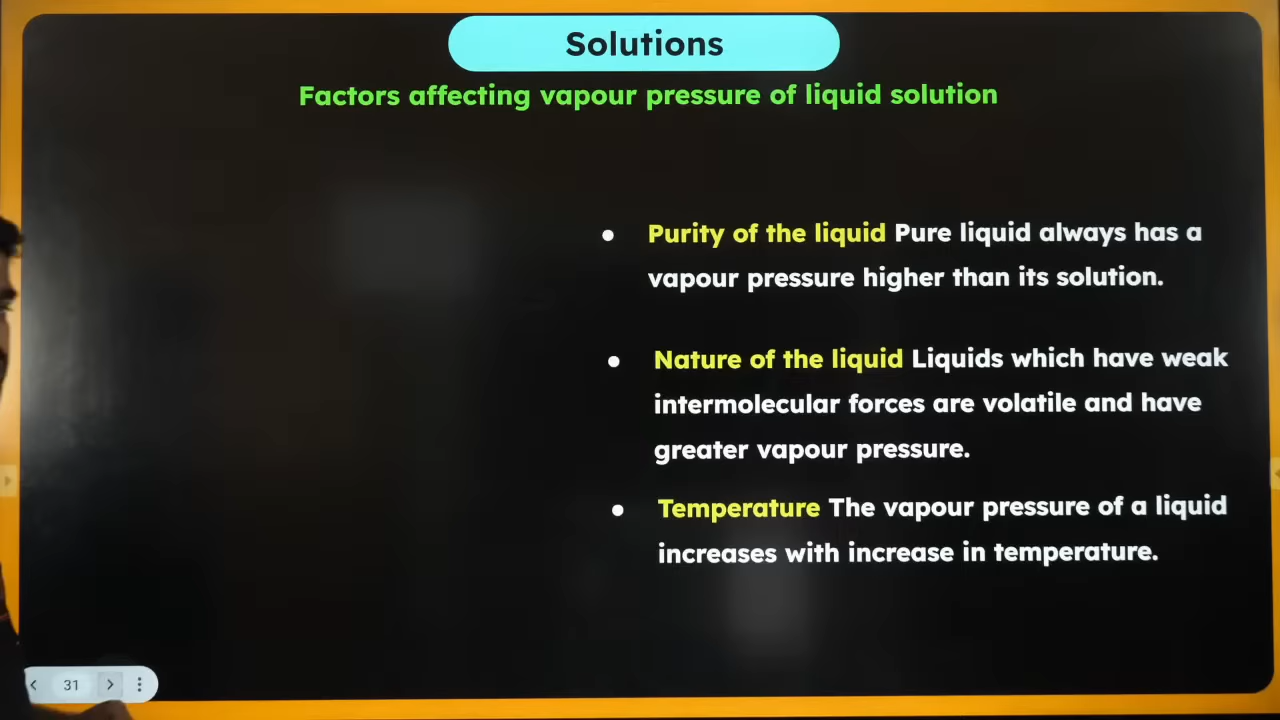 Solutions
Factors affecting vapour pressure of liquid solution
● Purity of the liquid Pure liquid always has a
vapour pressure higher than its solution.
● Nature of the liquid Liquids which have weak
intermolecular forces are volatile and have
greater vapour pressure.
● Temperature The vapour pressure of a liquid
increases with increase in temperature.
31